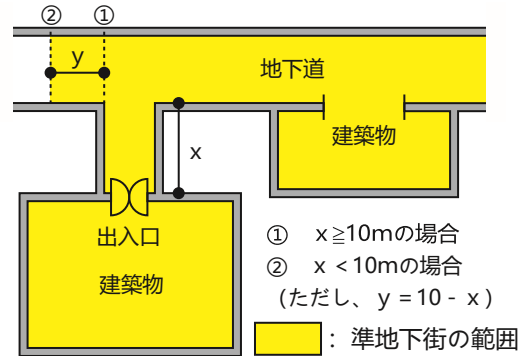 ② ①
y
地下道
建築物
x
出入口
建築物
① x≧10mの場合
② x<10mの場合
(ただし、y=10-x)
：準地下街の範囲